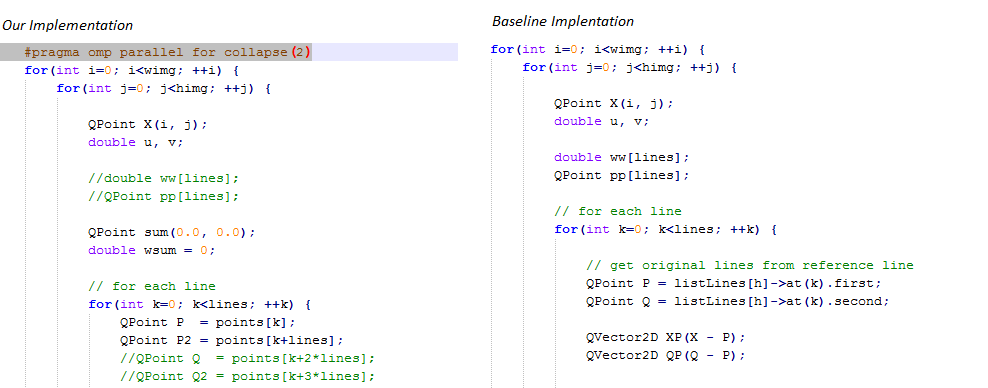 Our Implementation
#pragma omp parallel for collapse(2)
for(int i=0; i<wimg; ++i) {
for(int j=0; j<himg; ++j) {
QPoint X(i, j);
double u, v;
//double ww[lines];
//QPoint pp[lines];
QPoint sum(0.0, 0.0);
double wsum = 0;
// for each line
for(int k=0; k<lines; ++k) {
QPoint P  = points[k];
QPoint P2 = points[k+lines];
//QPoint Q  = points[k+2*lines];
//QPoint Q2 = points[k+3*lines];
Baseline Implentation
for(int i=0; i<wimg; ++i) {
for(int j=0; j<himg; ++j) {
QPoint X(i, j);
double u, v;
double ww[lines];
QPoint pp[lines];
// for each line
for(int k=0; k<lines; ++k) {
// get original lines from reference line
QPoint P = listLines[h]->at(k).first;
QPoint Q = listLines[h]->at(k).second;
QVector2D XP(X - P);
QVector2D QP(Q - P);